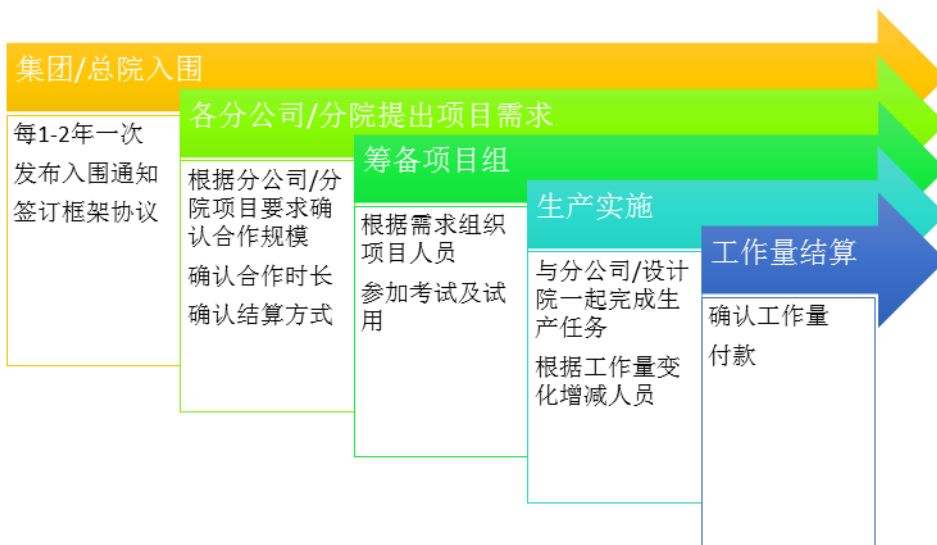 集团/总院入围
每1-2年一次
发布入围通知
签订框架协议
各分公司/分院提出项目需求
根据分公司/分
院项目要求确
认合作规模
确认合作时长
确认结算方式
筹备项目组
根据需求组织
项目人员
参加考试及试
用
生产实施
与分公司/设计
院一起完成生
产任务
根据工作量变
化增减人员
工作量结算
确认工作量
付款